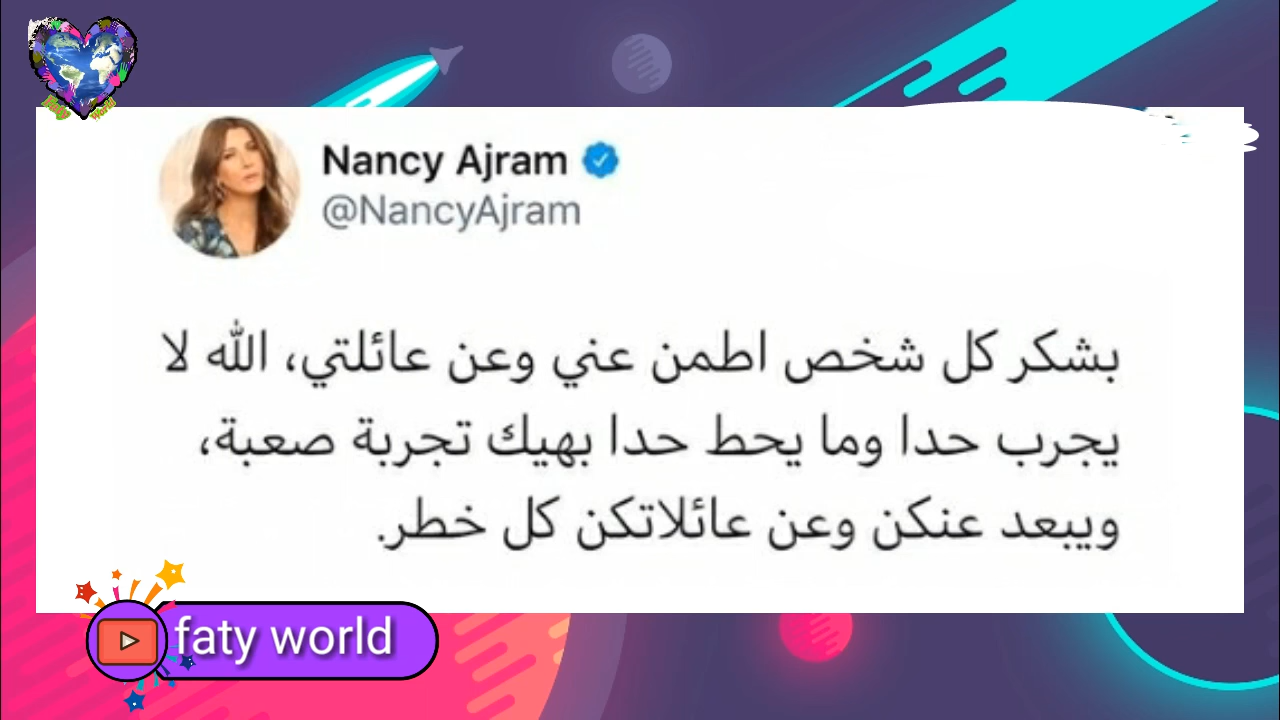 Nancy Ajram
@NancyAjram
بشكر كل شخص اطمن عني وعن عائلتي، الله لا
يجرب حدا وما يحط حدا بهيك تجربة صعبة،
ويبعد عنكن وعن عائلاتكن كل خطر.
faty world